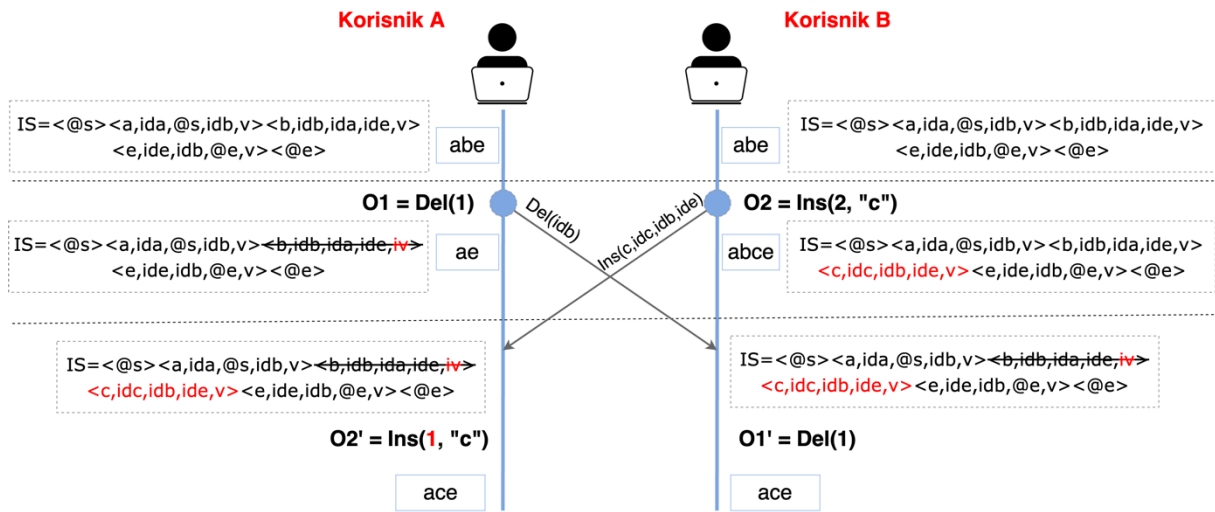 Korisnik A
Korisnik B
IS=<@s><a,ida,@s,idb,v><b,idb,ida,ide,v>
<e,ide,idb,@e,v><@e>
abe
abe
IS=<@s><a,ida,@s,idb,v><b,idb,ida,ide,v>
<e,ide,idb,@e,v><@e>
O1 = Del(1)
Del(idb)
Ins(c,idc,idb,ide)
O2 = Ins(2, "c")
IS=<@s><a,ida,@s,idb,v><b,idb,ida,ide,iv>
<e,ide,idb,@e,v><@e>
ae
abce
IS=<@s><a,ida,@s,idb,v><b,idb,ida,ide,v>
<c,idc,idb,ide,v><e,ide,idb,@e,v><@e>
IS=<@s><a,ida,@s,idb,v><b,idb,ida,ide,iv>
<c,idc,idb,ide,v><e,ide,idb,@e,v><@e>
IS=<@s><a,ida,@s,idb,v><b,idb,ida,ide,iv>
<c,idc,idb,ide,v><e,ide,idb,@e,v><@e>
O2' = Ins(1, "c")
O1' = Del(1)
ace
ace